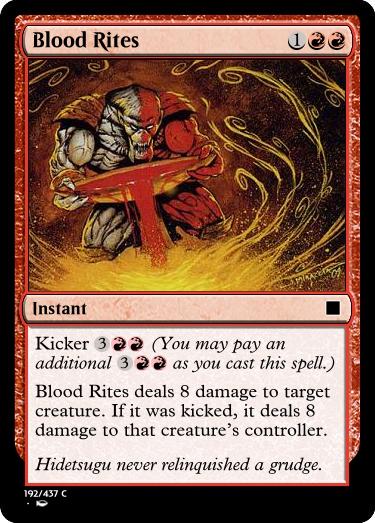 Blood Rites 1
Instant
Kicker 3 (You may pay an
additional 3 as you cast this spell.)
Blood Rites deals 8 damage to target
creature. If it was kicked, it deals 8
damage to that creature's controller.
Hidetsugu never relinquished a grudge.
192/437 C